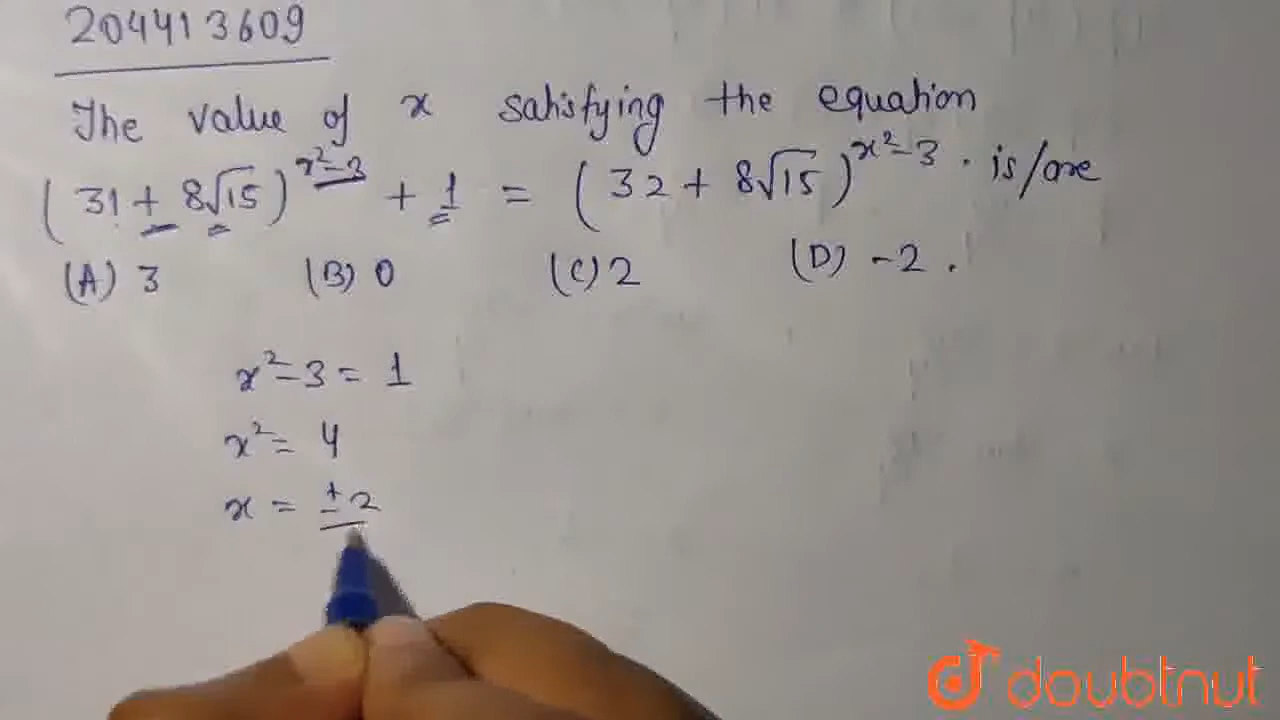 204413609
The value of x satisfying the equation
(31 + 8√15)^(x²-3) + 1 = (32 + 8√15)^(x²-3) . is/are
(A) 3 (B) 0 (C) 2 (D) -2 .
x²-3 = 1
x² = 4
x = ±2
doubtnut